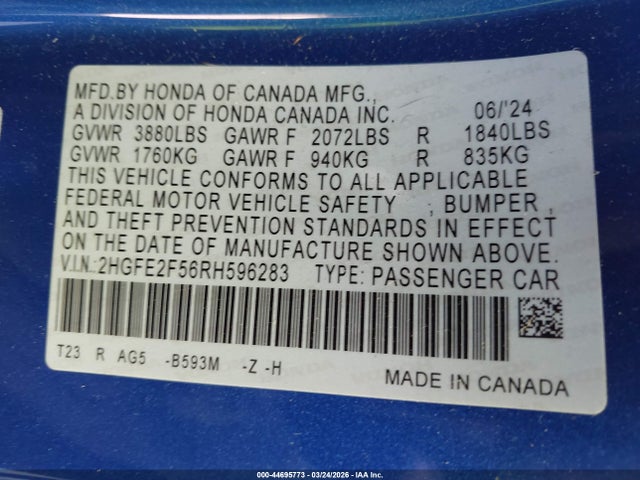 MFD.BY HONDA OF CANADA MFG.,
A DIVISION OF HONDA CANADA INC. 06/'24
GVWR 3880LBS GAWR F 2072LBS R 1840LBS
GVWR 1760KG GAWR F 940KG R 835KG
THIS VEHICLE CONFORMS TO ALL APPLICABLE
FEDERAL MOTOR VEHICLE SAFETY , BUMPER ,
AND THEFT PREVENTION STANDARDS IN EFFECT
ON THE DATE OF MANUFACTURE SHOWN ABOVE.
V.I.N.:2HGFE2F56RH596283 TYPE: PASSENGER CAR
T23 R AG5 -B593M -Z -H
MADE IN CANADA
000-44695773 - 03/24/2026 - IAA Inc.